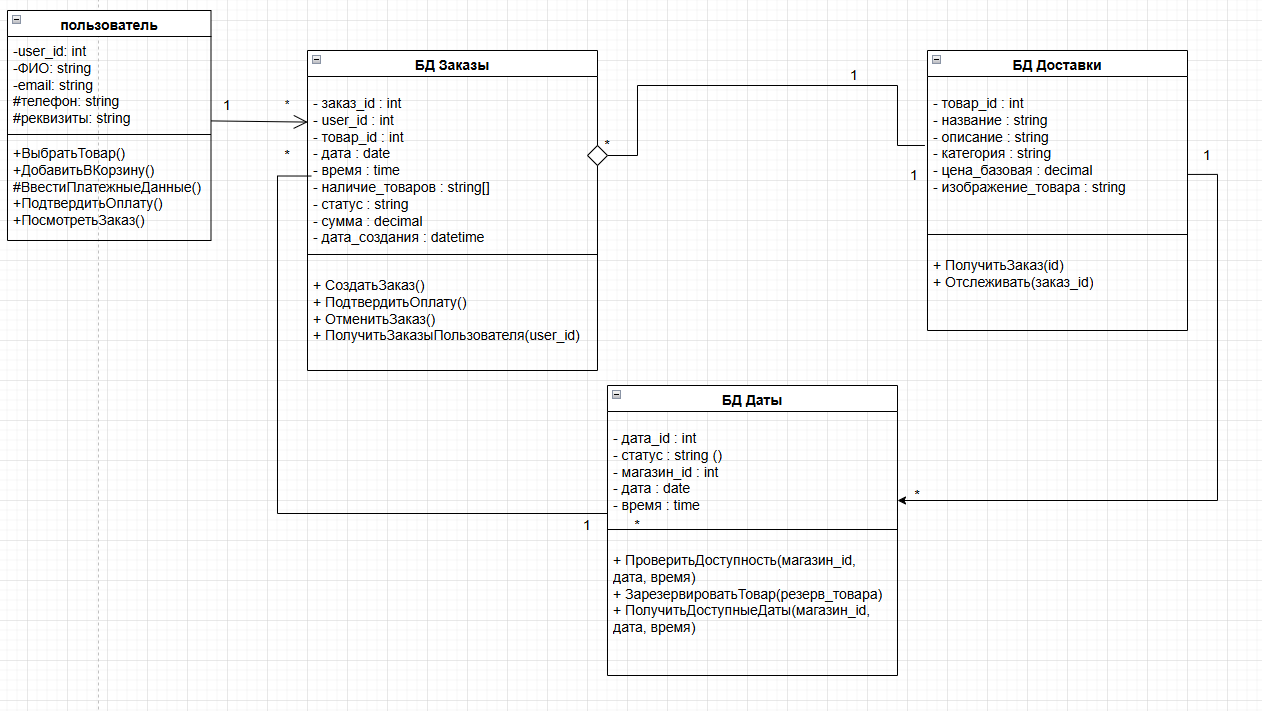 пользователь
-user_id: int
-ФИО: string
-email: string
#телефон: string
#реквизиты: string
+ВыбратьТовар()
+ДобавитьВКорзину()
#ВвестиПлатежныеДанные()
+ПодтвердитьОплату()
+ПосмотретьЗаказ()
1
*
*
БД Заказы
- заказ_id : int
- user_id : int
- товар_id : int
- дата : date
- время : time
- наличие_товаров : string[]
- статус : string
- сумма : decimal
- дата_создания : datetime
+ СоздатьЗаказ()
+ ПодтвердитьОплату()
+ ОтменитьЗаказ()
+ ПолучитьЗаказыПользователя(user_id)
*
1
1
БД Доставки
- товар_id : int
- название : string
- описание : string
- категория : string
- цена_базовая : decimal
- изображение_товара : string
+ ПолучитьЗаказ(id)
+ Отслеживать(заказ_id)
1
БД Даты
- дата_id : int
- статус : string ()
- магазин_id : int
- дата : date
- время : time
*
1
*
+ ПроверитьДоступность(магазин_id,
дата, время)
+ ЗарезервироватьТовар(резерв_товара)
+ ПолучитьДоступныеДаты(магазин_id,
дата, время)